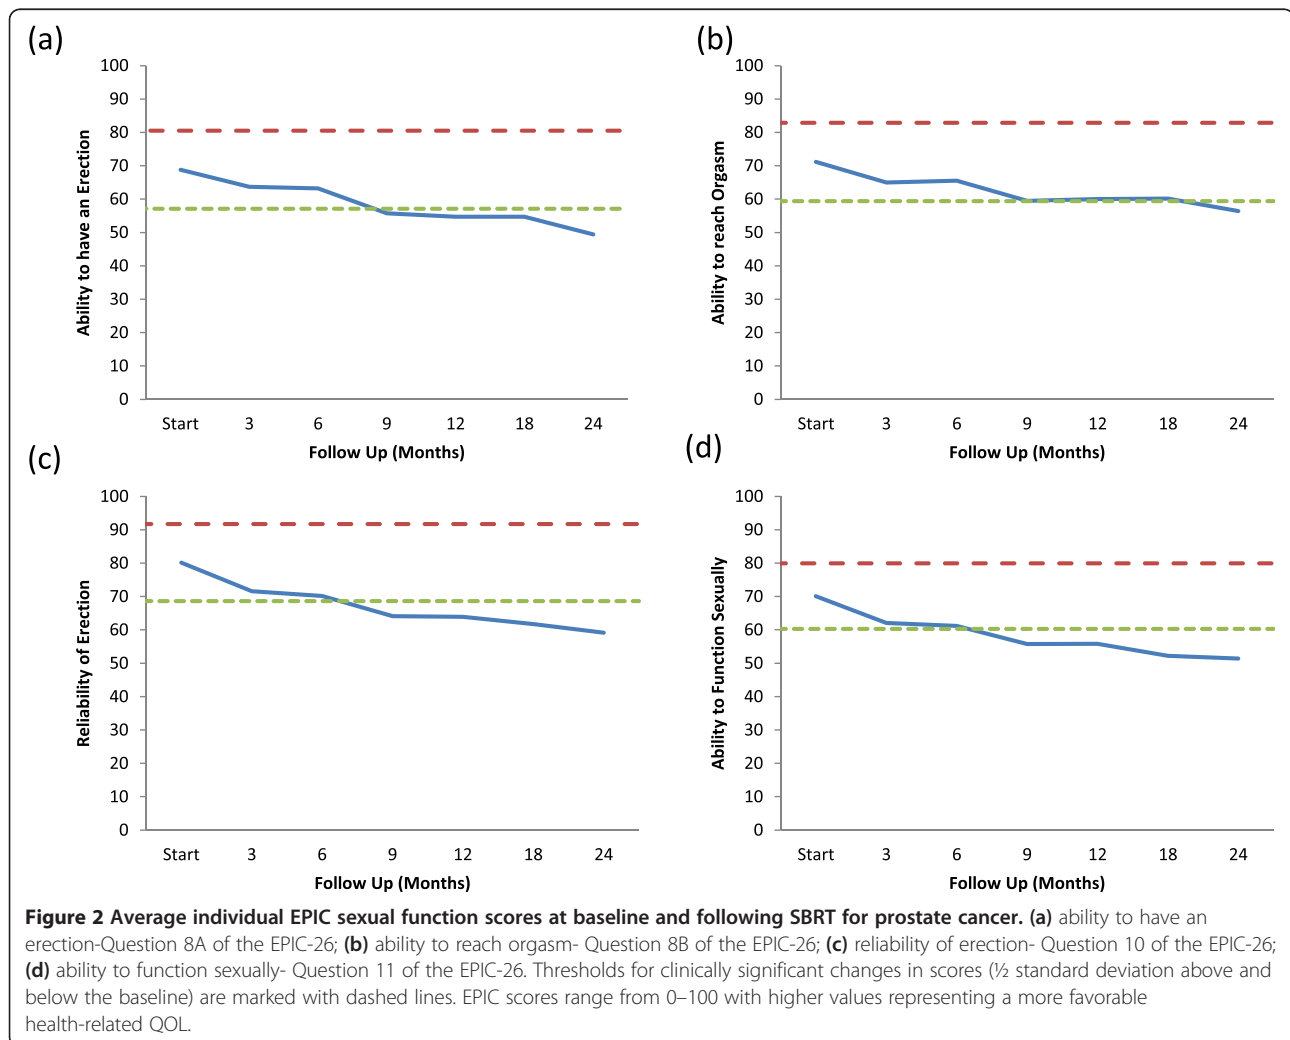 (a)
100
90
80
70
60
50
40
30
20
10
0
Ability to have an Erection
Start 3 6 9 12 18 24
Follow Up (Months)
(b)
100
90
80
70
60
50
40
30
20
10
0
Ability to reach Orgasm
Start 3 6 9 12 18 24
Follow Up (Months)
(c)
100
90
80
70
60
50
40
30
20
10
0
Reliability of Erection
Start 3 6 9 12 18 24
Follow Up (Months)
(d)
100
90
80
70
60
50
40
30
20
10
0
Ability to Function Sexually
Start 3 6 9 12 18 24
Follow Up (Months)
Figure 2 Average individual EPIC sexual function scores at baseline and following SBRT for prostate cancer. (a) ability to have an
erection-Question 8A of the EPIC-26; (b) ability to reach orgasm- Question 8B of the EPIC-26; (c) reliability of erection- Question 10 of the EPIC-26;
(d) ability to function sexually- Question 11 of the EPIC-26. Thresholds for clinically significant changes in scores (½ standard deviation above and
below the baseline) are marked with dashed lines. EPIC scores range from 0–100 with higher values representing a more favorable
health-related QOL.